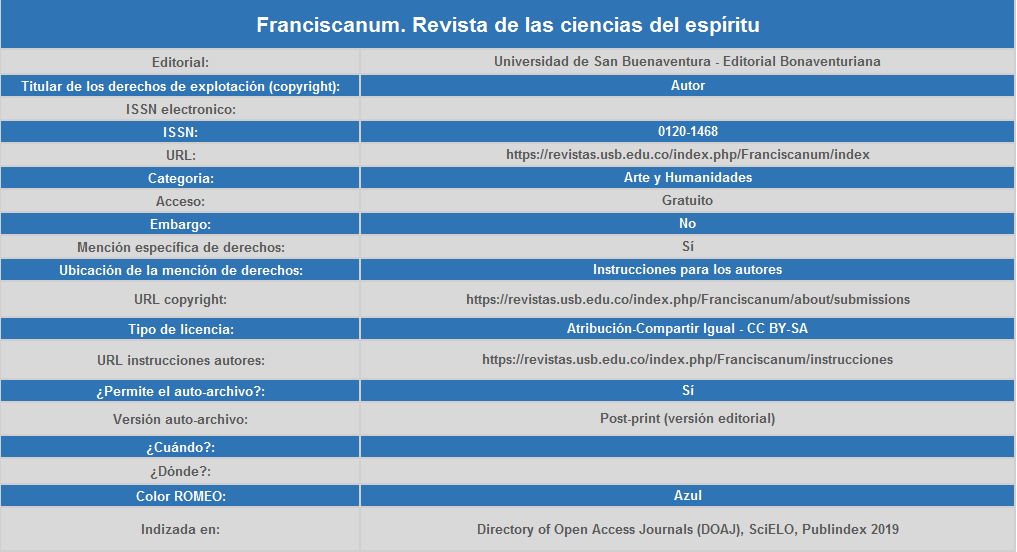 Franciscanum. Revista de las ciencias del espíritu
Editorial: Universidad de San Buenaventura - Editorial Bonaventuriana
Titular de los derechos de explotación (copyright): Autor
ISSN electronico:
ISSN: 0120-1468
URL: https://revistas.usb.edu.co/index.php/Franciscanum/index
Categoria: Arte y Humanidades
Acceso: Gratuito
Embargo: No
Mención específica de derechos: Sí
Ubicación de la mención de derechos: Instrucciones para los autores
URL copyright: https://revistas.usb.edu.co/index.php/Franciscanum/about/submissions
Tipo de licencia: Atribución-Compartir Igual - CC BY-SA
URL instrucciones autores: https://revistas.usb.edu.co/index.php/Franciscanum/instrucciones
¿Permite el auto-archivo?: Sí
Versión auto-archivo: Post-print (versión editorial)
¿Cuándo?:
¿Dónde?:
Color ROMEO: Azul
Indizada en: Directory of Open Access Journals (DOAJ), SciELO, Publindex 2019